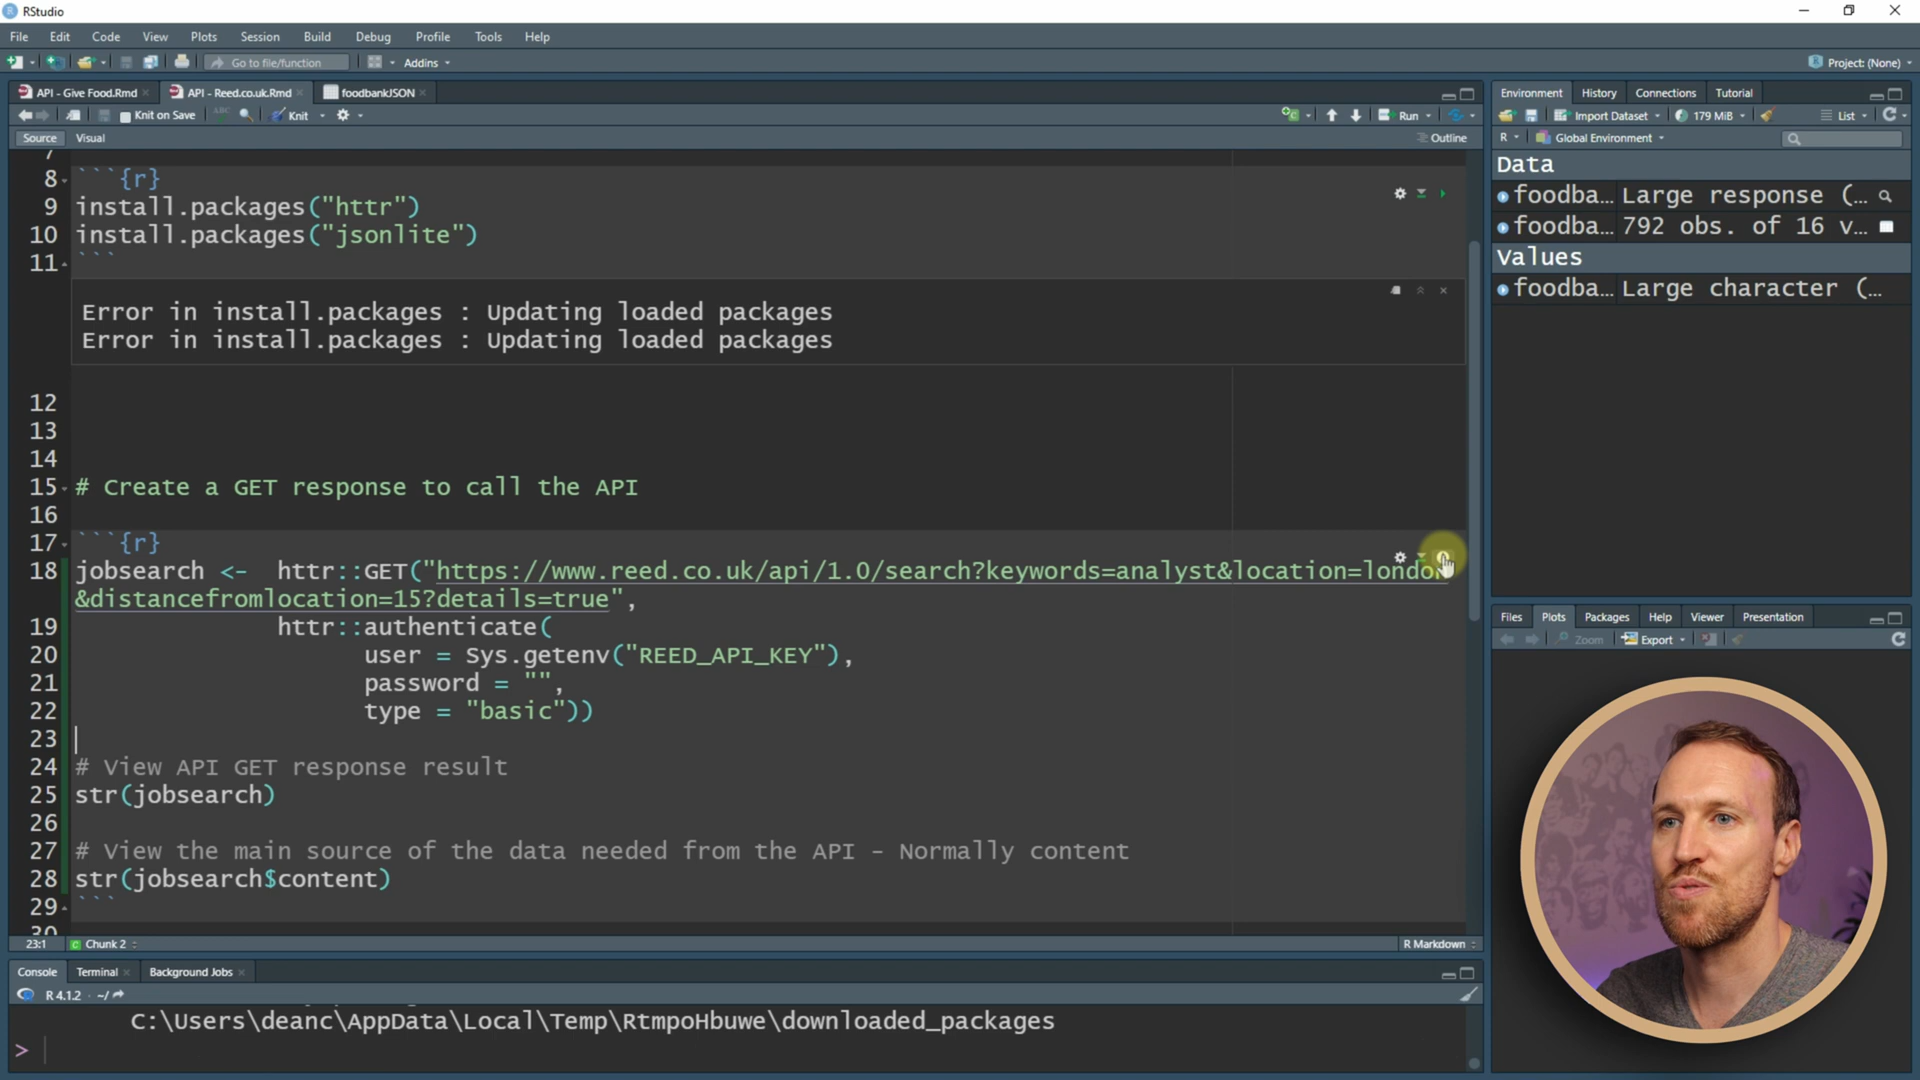 RStudio
File Edit Code View Plots Session Build Debug Profile Tools Help
Go to file/function Addins Project: (None)
API - Give Food.Rmd API - Reed.co.uk.Rmd foodbankJSON
Knit on Save ABC Knit Run
Source Visual Outline
7
8 ```{r}
9 install.packages("httr")
10 install.packages("jsonlite")
11 ```
Error in install.packages : Updating loaded packages
Error in install.packages : Updating loaded packages
12
13
14
15 # Create a GET response to call the API
16
17 ```{r}
18 jobsearch <-  httr::GET("https://www.reed.co.uk/api/1.0/search?keywords=analyst&location=london
&distancefromlocation=15?details=true",
19 httr::authenticate(
20 user = Sys.getenv("REED_API_KEY"),
21 password = "",
22 type = "basic"))
23
24 # View API GET response result
25 str(jobsearch)
26
27 # View the main source of the data needed from the API - Normally content
28 str(jobsearch$content)
29 ```
30
23:1 C Chunk 2 R Markdown
Console Terminal Background Jobs
R 4.1.2 · ~/
C:\Users\deanc\AppData\Local\Temp\RtmpoHbuwe\downloaded_packages
>
Environment History Connections Tutorial
Import Dataset 179 MiB List
R Global Environment
Data
foodba… Large response (…
foodba… 792 obs. of 16 v…
Values
foodba… Large character (…
Files Plots Packages Help Viewer Presentation
Zoom Export